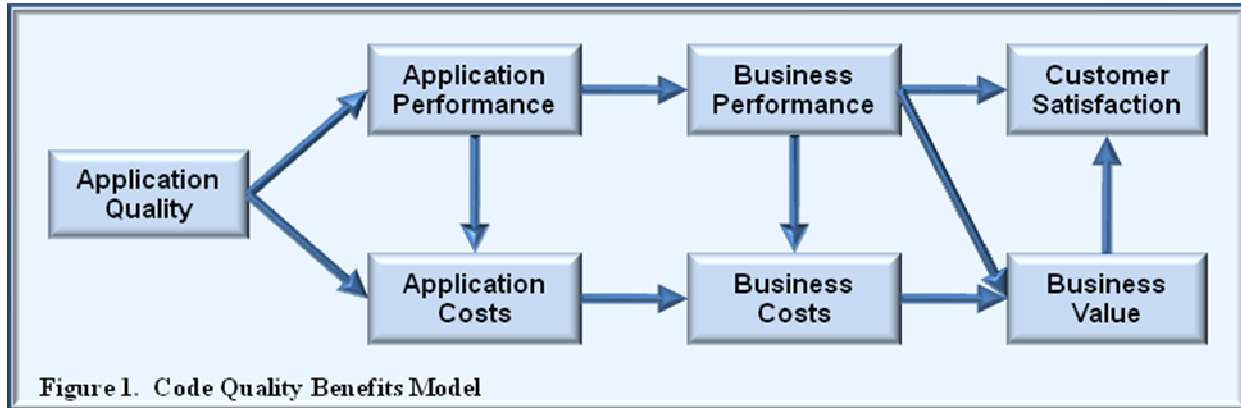 Application
Performance
Business
Performance
Customer
Satisfaction
Application
Quality
Application
Costs
Business
Costs
Business
Value
Figure 1. Code Quality Benefits Model